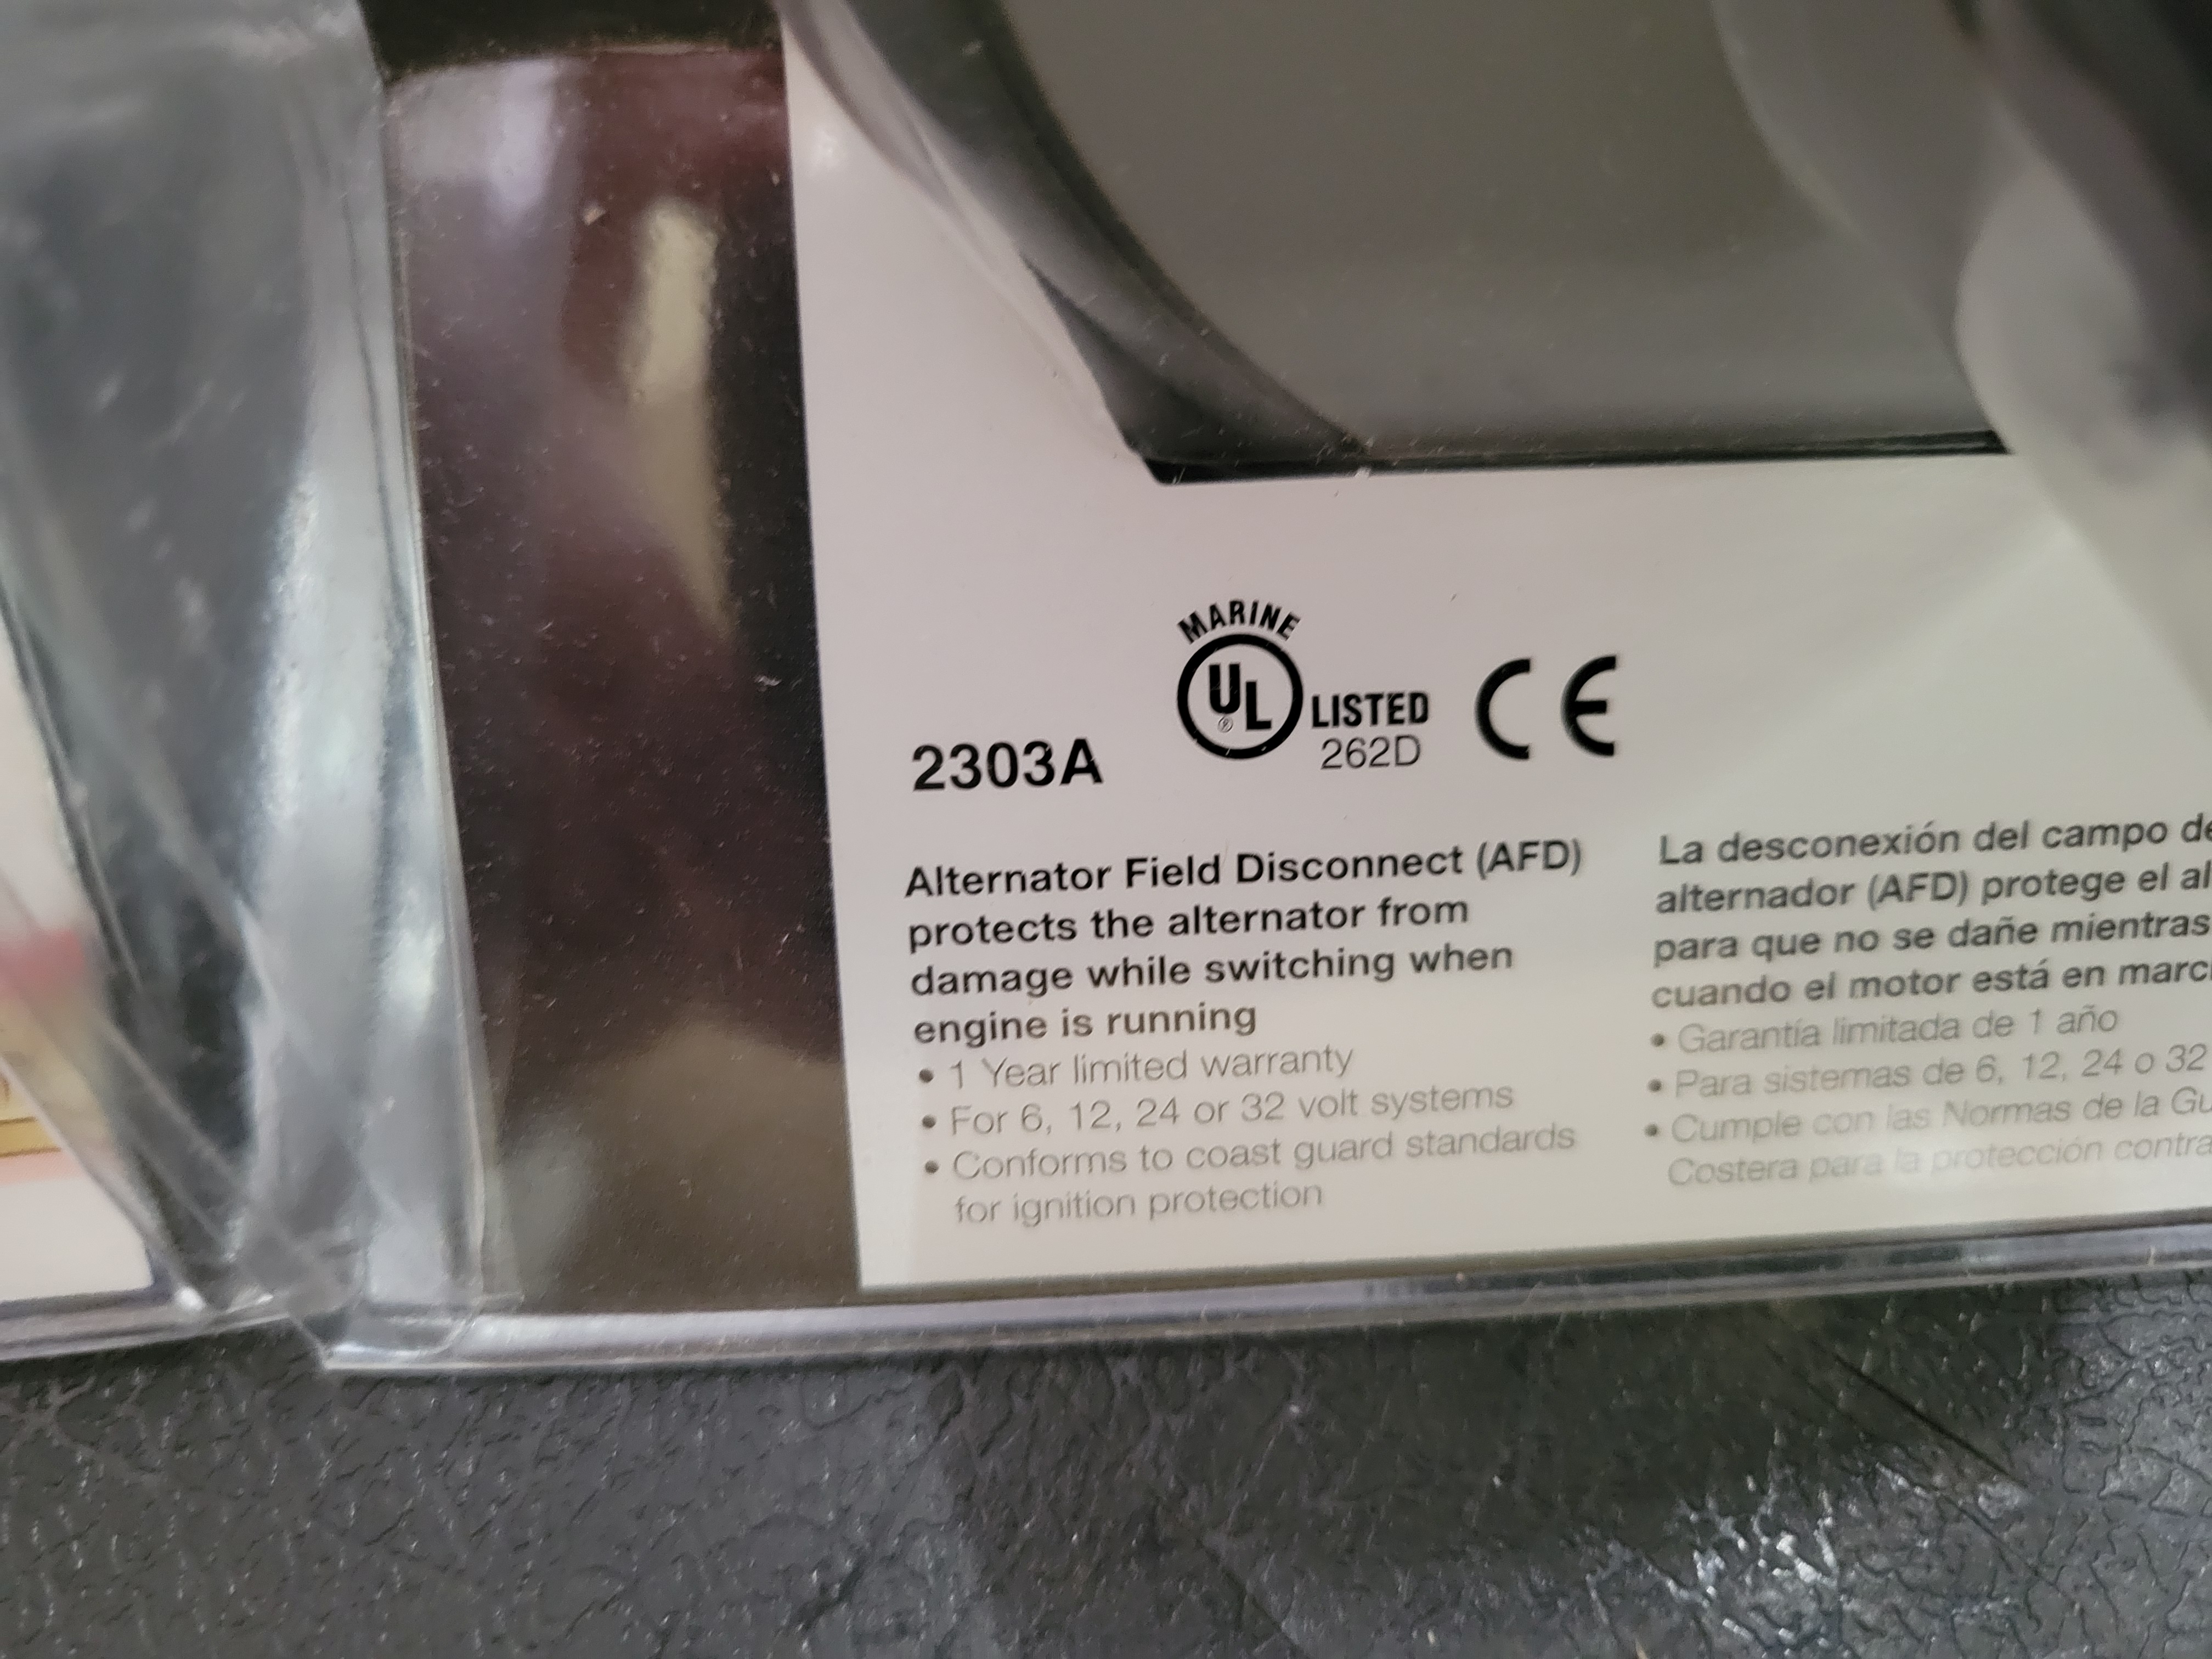 MARINE
UL
®
LISTED
262D
CE
2303A
Alternator Field Disconnect (AFD)
protects the alternator from
damage while switching when
engine is running
• 1 Year limited warranty
• For 6, 12, 24 or 32 volt systems
• Conforms to coast guard standards
for ignition protection
La desconexión del campo de
alternador (AFD) protege el al
para que no se dañe mientras
cuando el motor está en marc
• Garantía limitada de 1 año
• Para sistemas de 6, 12, 24 o 32
• Cumple con las Normas de la Gu
Costera para la protección contra